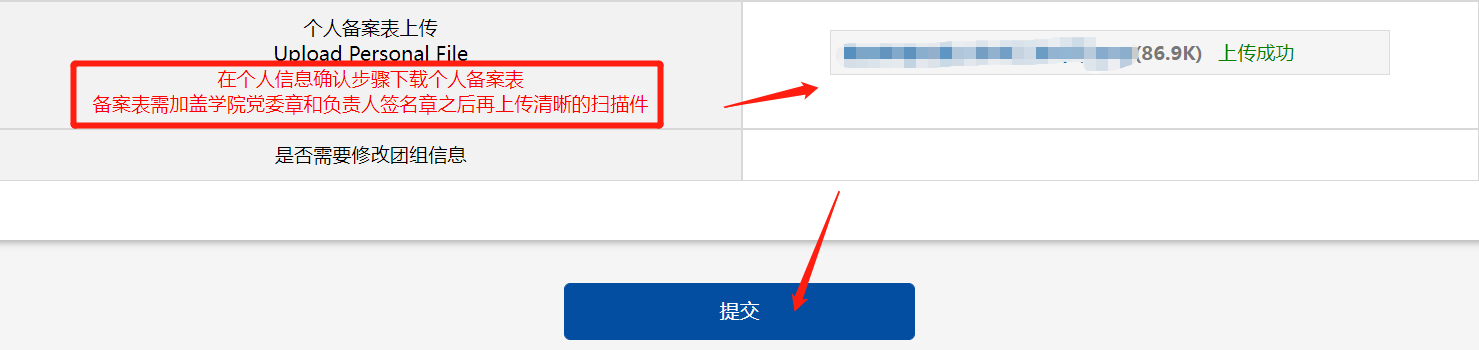 个人备案表上传
Upload Personal File
在个人信息确认步骤下载个人备案表
备案表需加盖学院党委章和负责人签名章之后再上传清晰的扫描件
(86.9K) 上传成功
是否需要修改团组信息
提交